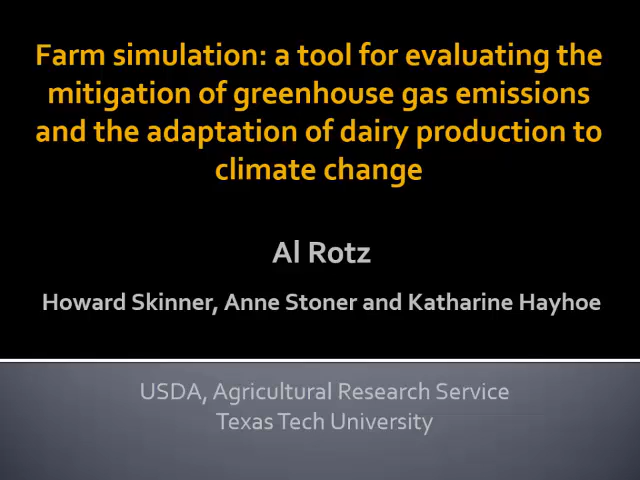 Farm simulation: a tool for evaluating the
mitigation of greenhouse gas emissions
and the adaptation of dairy production to
climate change
Al Rotz
Howard Skinner, Anne Stoner and Katharine Hayhoe
USDA, Agricultural Research Service
Texas Tech University